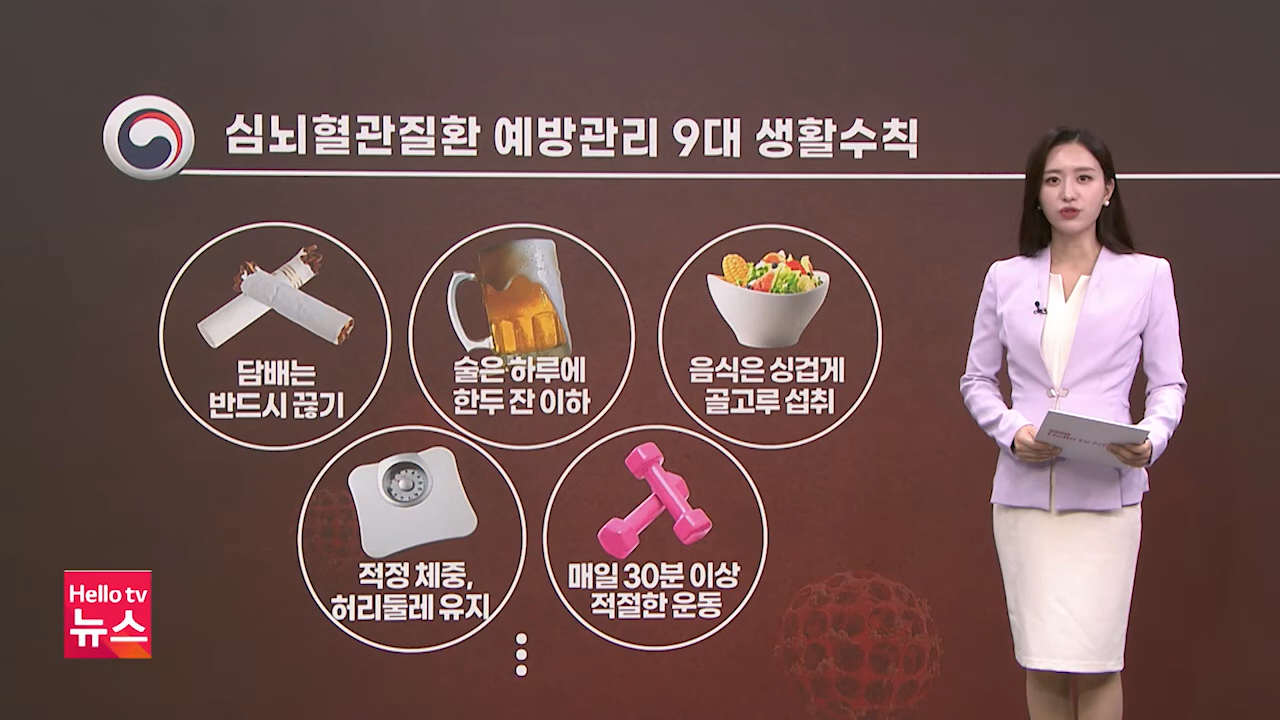 심뇌혈관질환 예방관리 9대 생활수칙
담배는
반드시 끊기
술은 하루에
한두 잔 이하
음식은 싱겁게
골고루 섭취
적정 체중,
허리둘레 유지
매일 30분 이상
적절한 운동
Hello tv
뉴스